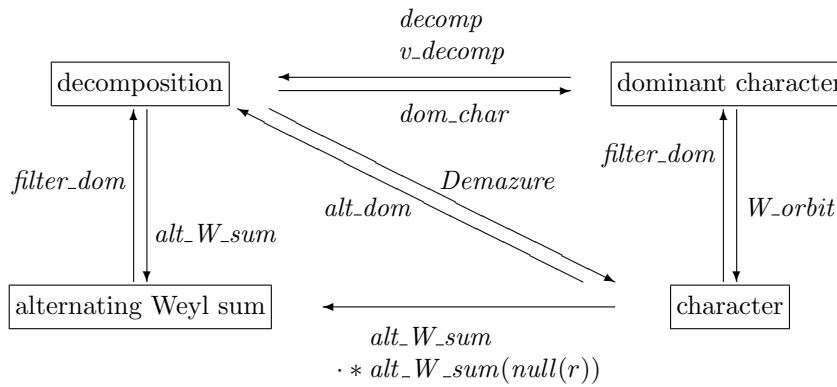 decomp
v_decomp
decomposition
dominant character
dom_char
filter_dom
Demazure
filter_dom
alt_dom
W_orbit
alt_W_sum
alternating Weyl sum
character
alt_W_sum
· * alt_W_sum(null(r))